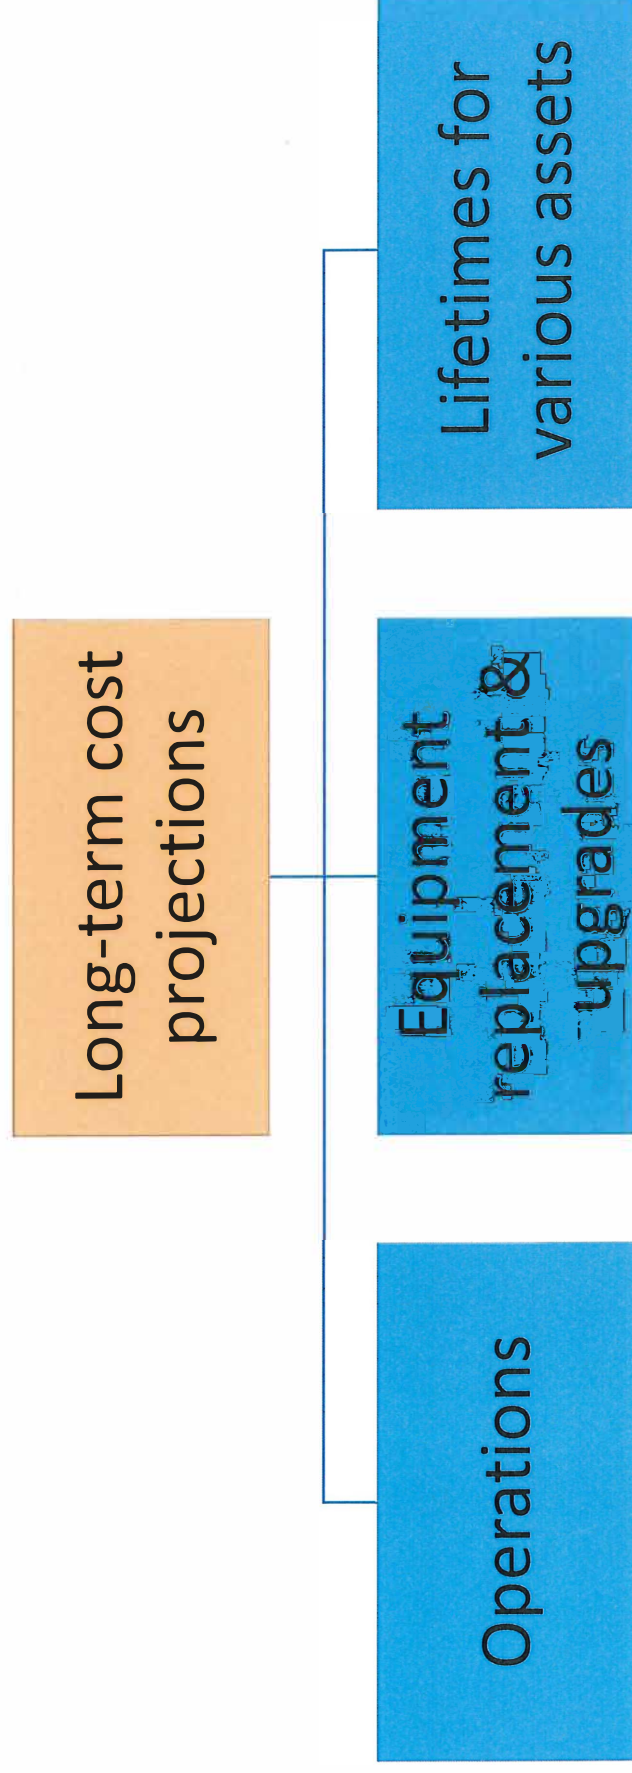 Long-term cost
projections
Operations
Equipment
replacement &
upgrades
Lifetimes for
various assets